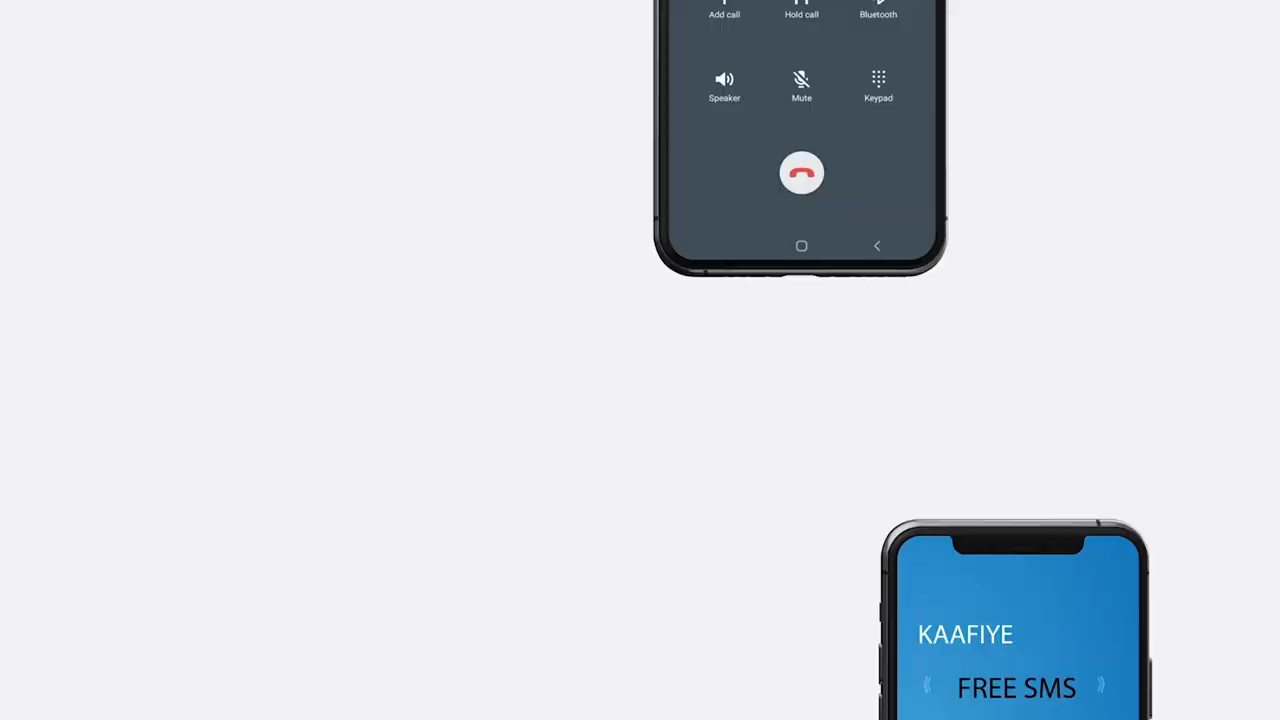 Add call Hold call Bluetooth
Speaker Mute Keypad
KAAFIYE
FREE SMS